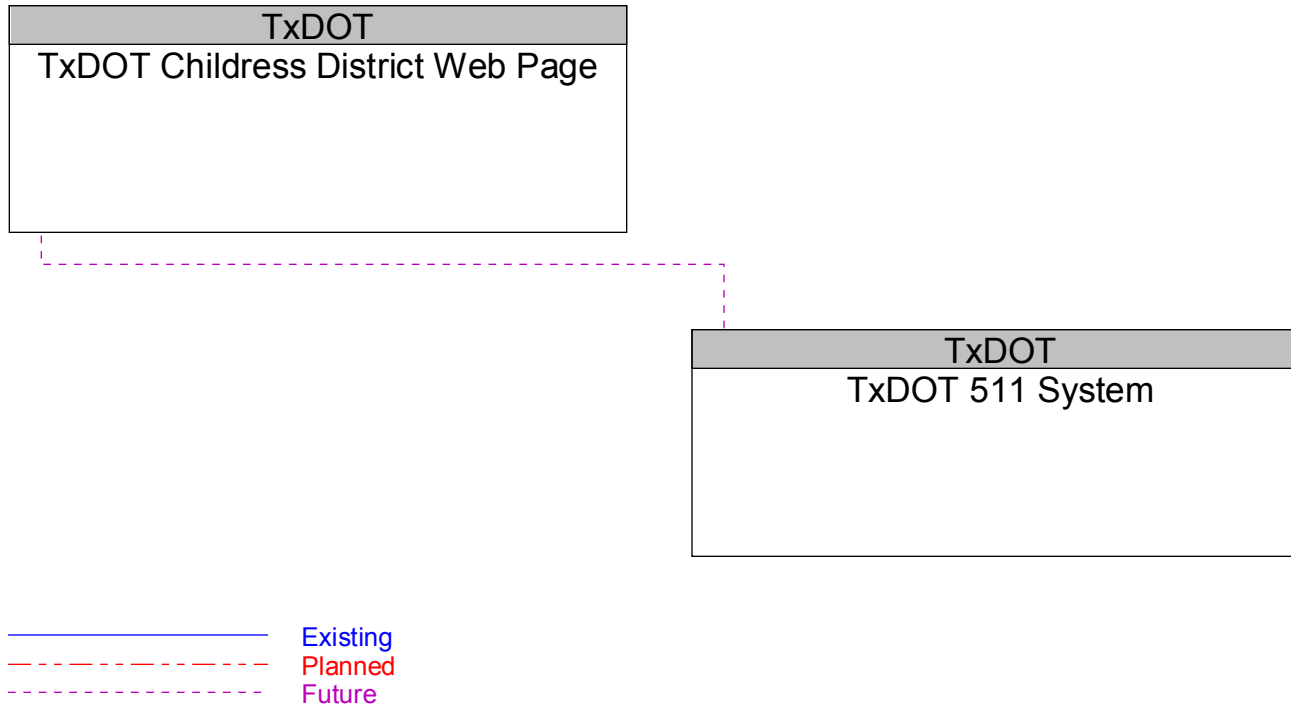 TxDOT
TxDOT Childress District Web Page
TxDOT
TxDOT 511 System
Existing
Planned
Future